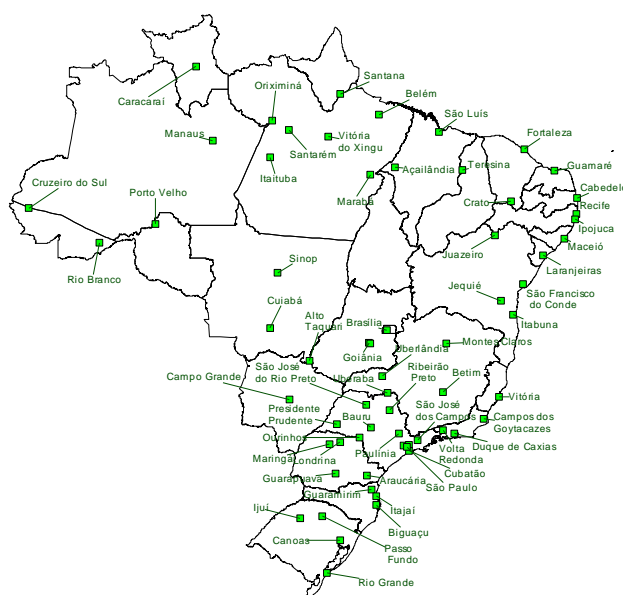 Santana
Oriximiná
Belém
Caracaraí
São Luís
Fortaleza
Manaus
Vitória
do Xingu
Santarém
Teresina
Guamaré
Açailândia
Itaituba
Cruzeiro do Sul
Porto Velho
Marabá
Cabedelo
Crato
Recife
Ipojuca
Maceió
Juazeiro
Laranjeiras
Sinop
Rio Branco
Jequié
São Francisco
do Conde
Cuiabá
Alto
Taquari
Brasília
Itabuna
Goiânia
Montes Claros
Uberlândia
São José
do Rio Preto
Uberaba
Ribeirão
Preto
Campo Grande
Betim
Vitória
Presidente
Prudente
Bauru
São José
dos Campos
Campos dos
Goytacazes
Ourinhos
Duque de Caxias
Maringá
Londrina
Paulínia
Volta
Redonda
Cubatão
Guarapuava
Araucária
São Paulo
Guaramirim
Ijuí
Itajaí
Biguaçu
Canoas
Passo
Fundo
Rio Grande